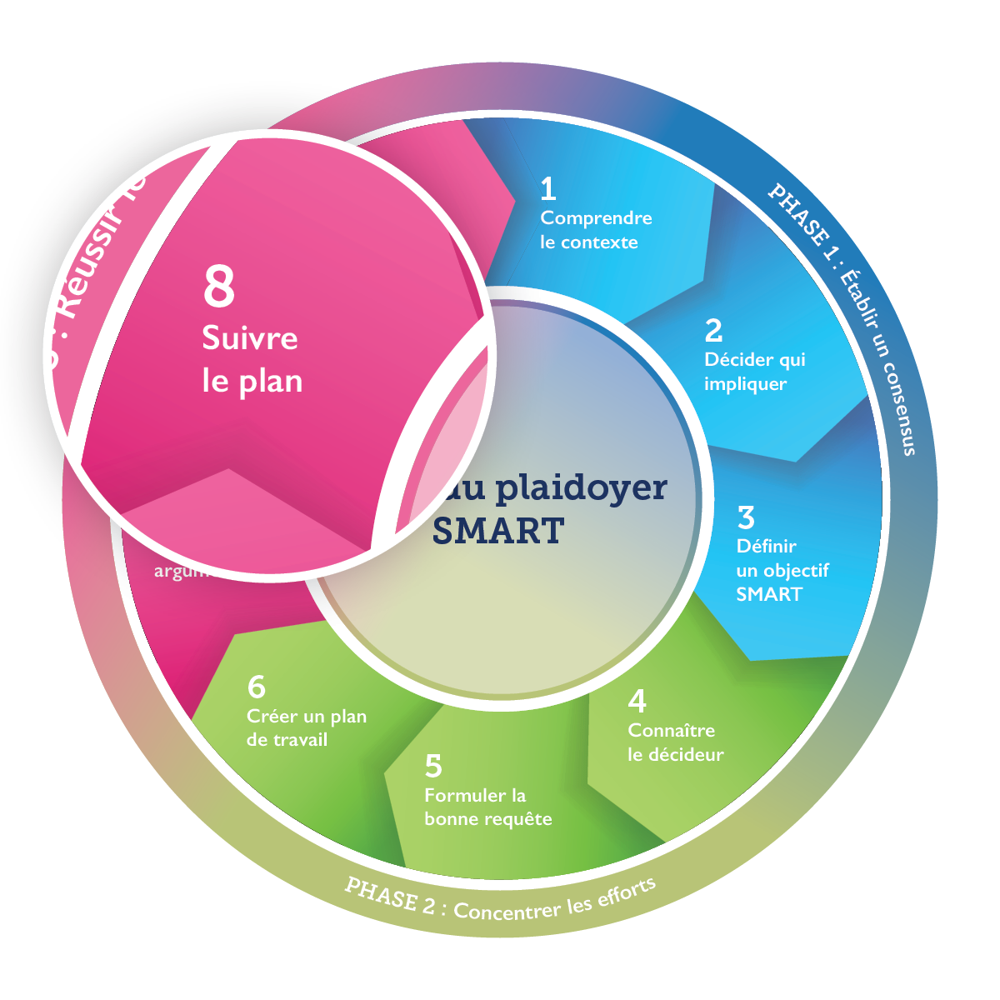 PHASE 1 : Établir un consensus
1
Comprendre
le contexte
2
Décider qui
impliquer
3
Définir
un objectif
SMART
PHASE 2 : Concentrer les efforts
4
Connaître
le décideur
5
Formuler la
bonne requête
6
Créer un plan
de travail
: Réussir le
8
Suivre
le plan
du plaidoyer
SMART